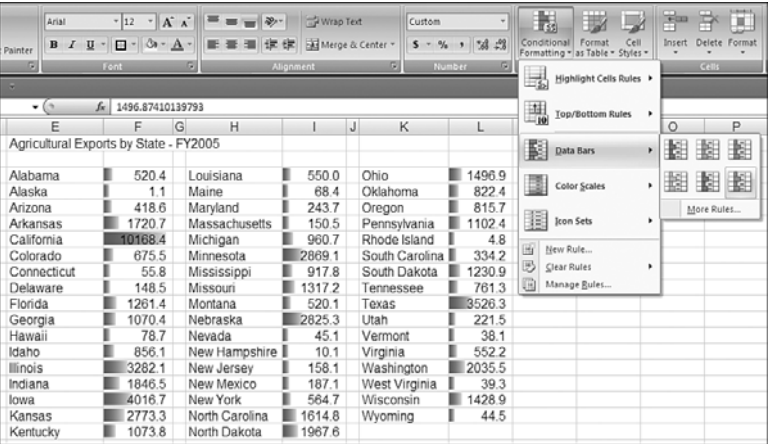 Painter
Arial 12 A A
B I U A
Wrap Text
Merge & Center
Custom
$ % , .0 .00 .00 .0
Conditional Formatting
Format as Table
Cell Styles
Insert Delete Format
Font
Alignment
Number
Cells
fx 1496.87410139793
E F G H I J K L O P
Agricultural Exports by State - FY2005
Alabama 520.4 Louisiana 550.0 Ohio 1496.9
Alaska 1.1 Maine 68.4 Oklahoma 822.4
Arizona 418.6 Maryland 243.7 Oregon 815.7
Arkansas 1720.7 Massachusetts 150.5 Pennsylvania 1102.4
California 10168.4 Michigan 960.7 Rhode Island 4.8
Colorado 675.5 Minnesota 2869.1 South Carolina 334.2
Connecticut 55.8 Mississippi 917.8 South Dakota 1230.9
Delaware 148.5 Missouri 1317.2 Tennessee 761.3
Florida 1261.4 Montana 520.1 Texas 3526.3
Georgia 1070.4 Nebraska 2825.3 Utah 221.5
Hawaii 78.7 Nevada 45.1 Vermont 38.1
Idaho 856.1 New Hampshire 10.1 Virginia 552.2
Illinois 3282.1 New Jersey 158.1 Washington 2035.5
Indiana 1846.5 New Mexico 187.1 West Virginia 39.3
Iowa 4016.7 New York 564.7 Wisconsin 1428.9
Kansas 2773.3 North Carolina 1614.8 Wyoming 44.5
Kentucky 1073.8 North Dakota 1967.6
Highlight Cells Rules
Top/Bottom Rules
Data Bars
Color Scales
Icon Sets
New Rule...
Clear Rules
Manage Rules...
More Rules...